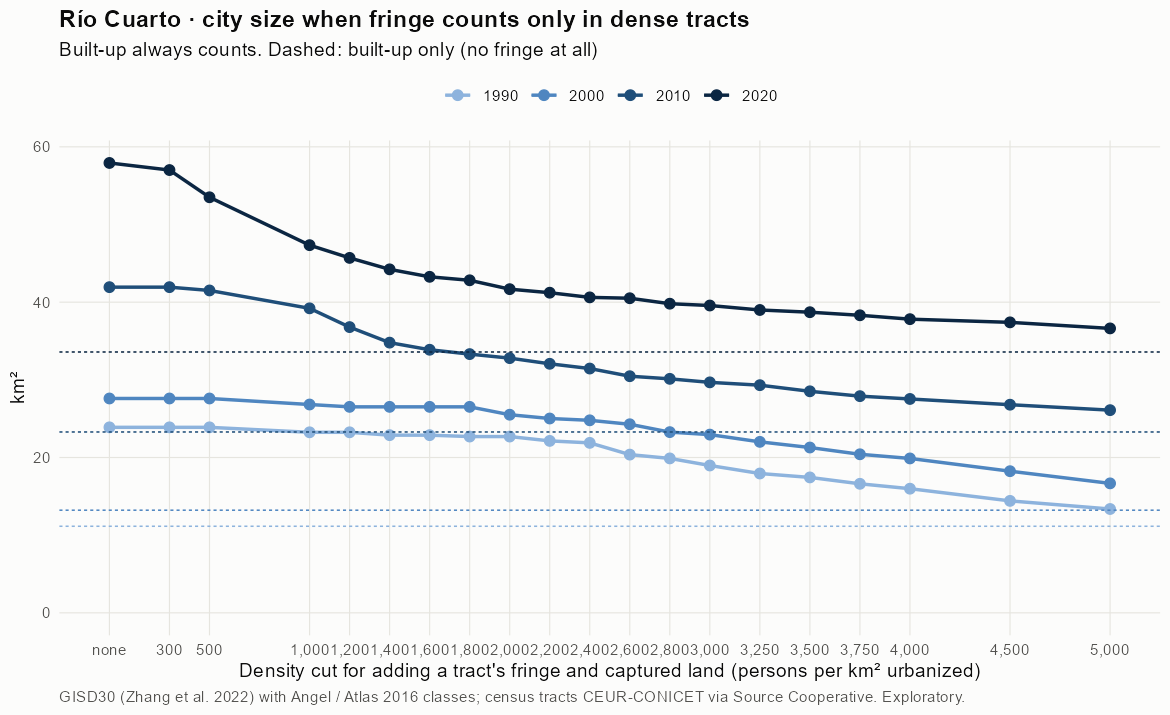 Río Cuarto · city size when fringe counts only in dense tracts
Built-up always counts. Dashed: built-up only (no fringe at all)
1990 2000 2010 2020
60
40
20
0
km²
none 300 500 1,000 1,200 1,400 1,600 1,800 2,000 2,200 2,400 2,600 2,800 3,000 3,250 3,500 3,750 4,000 4,500 5,000
Density cut for adding a tract's fringe and captured land (persons per km² urbanized)
GISD30 (Zhang et al. 2022) with Angel / Atlas 2016 classes; census tracts CEUR-CONICET via Source Cooperative. Exploratory.